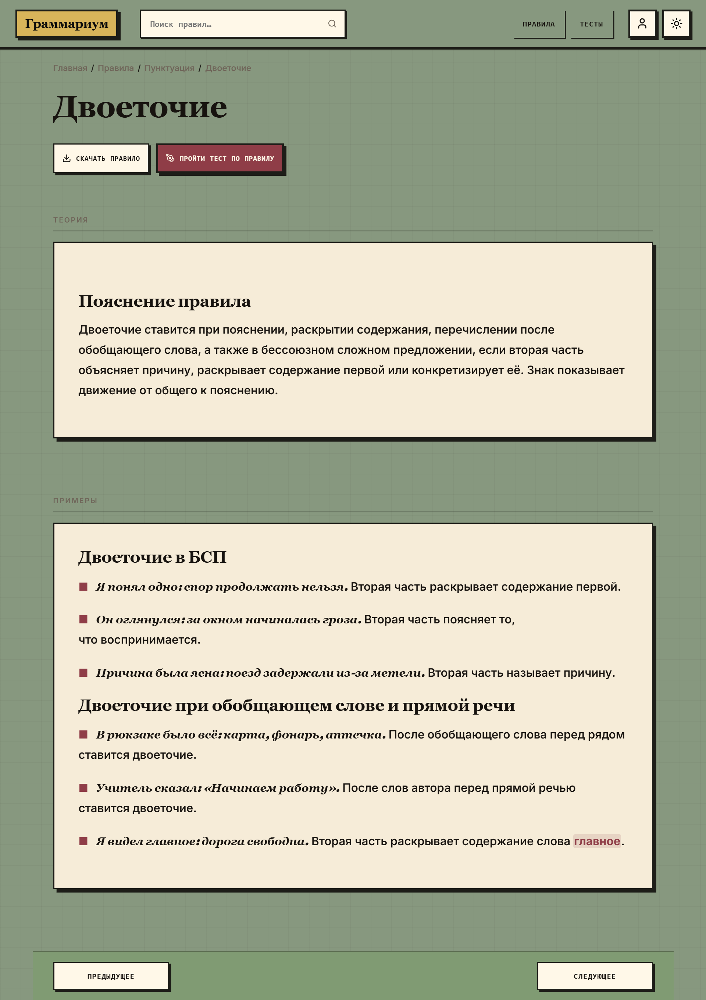 Граммариум
Поиск правил…
ПРАВИЛА
ТЕСТЫ
Главная / Правила / Пунктуация / Двоеточие
Двоеточие
СКАЧАТЬ ПРАВИЛО
ПРОЙТИ ТЕСТ ПО ПРАВИЛУ
ТЕОРИЯ
Пояснение правила
Двоеточие ставится при пояснении, раскрытии содержания, перечислении после
обобщающего слова, а также в бессоюзном сложном предложении, если вторая часть
объясняет причину, раскрывает содержание первой или конкретизирует её. Знак показывает
движение от общего к пояснению.
ПРИМЕРЫ
Двоеточие в БСП
Я понял одно: спор продолжать нельзя. Вторая часть раскрывает содержание первой.
Он оглянулся: за окном начиналась гроза. Вторая часть поясняет то,
что воспринимается.
Причина была ясна: поезд задержали из-за метели. Вторая часть называет причину.
Двоеточие при обобщающем слове и прямой речи
В рюкзаке было всё: карта, фонарь, аптечка. После обобщающего слова перед рядом
ставится двоеточие.
Учитель сказал: «Начинаем работу». После слов автора перед прямой речью
ставится двоеточие.
Я видел главное: дорога свободна. Вторая часть раскрывает содержание слова главное.
ПРЕДЫДУЩЕЕ
СЛЕДУЮЩЕЕ